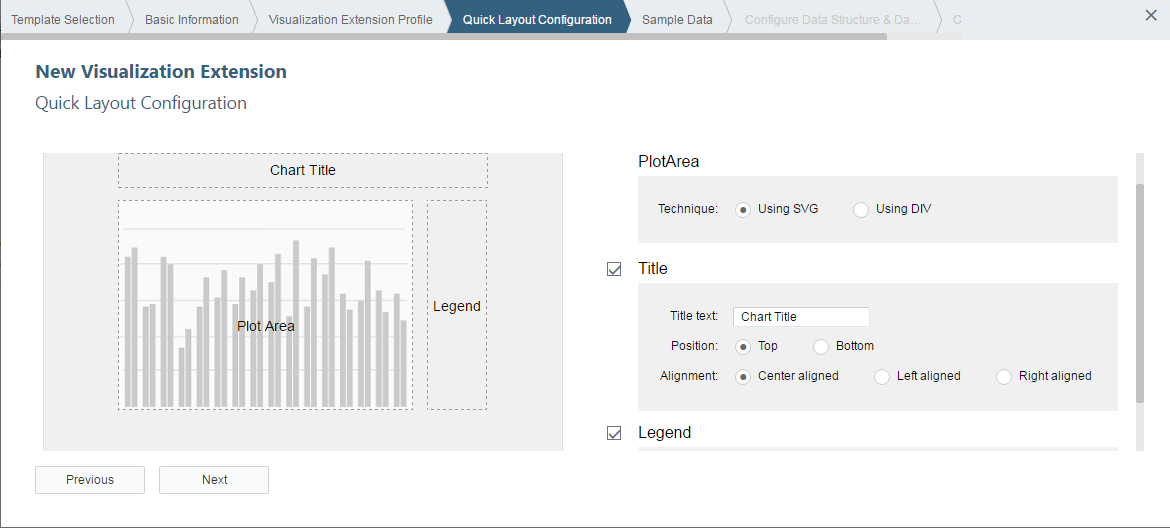 Template Selection
Basic Information
Visualization Extension Profile
Quick Layout Configuration
Sample Data
Configure Data Structure & Da...
C
New Visualization Extension
Quick Layout Configuration
Chart Title
Plot Area
Legend
PlotArea
Technique: Using SVG Using DIV
Title
Title text: Chart Title
Position: Top Bottom
Alignment: Center aligned Left aligned Right aligned
Legend
Previous Next